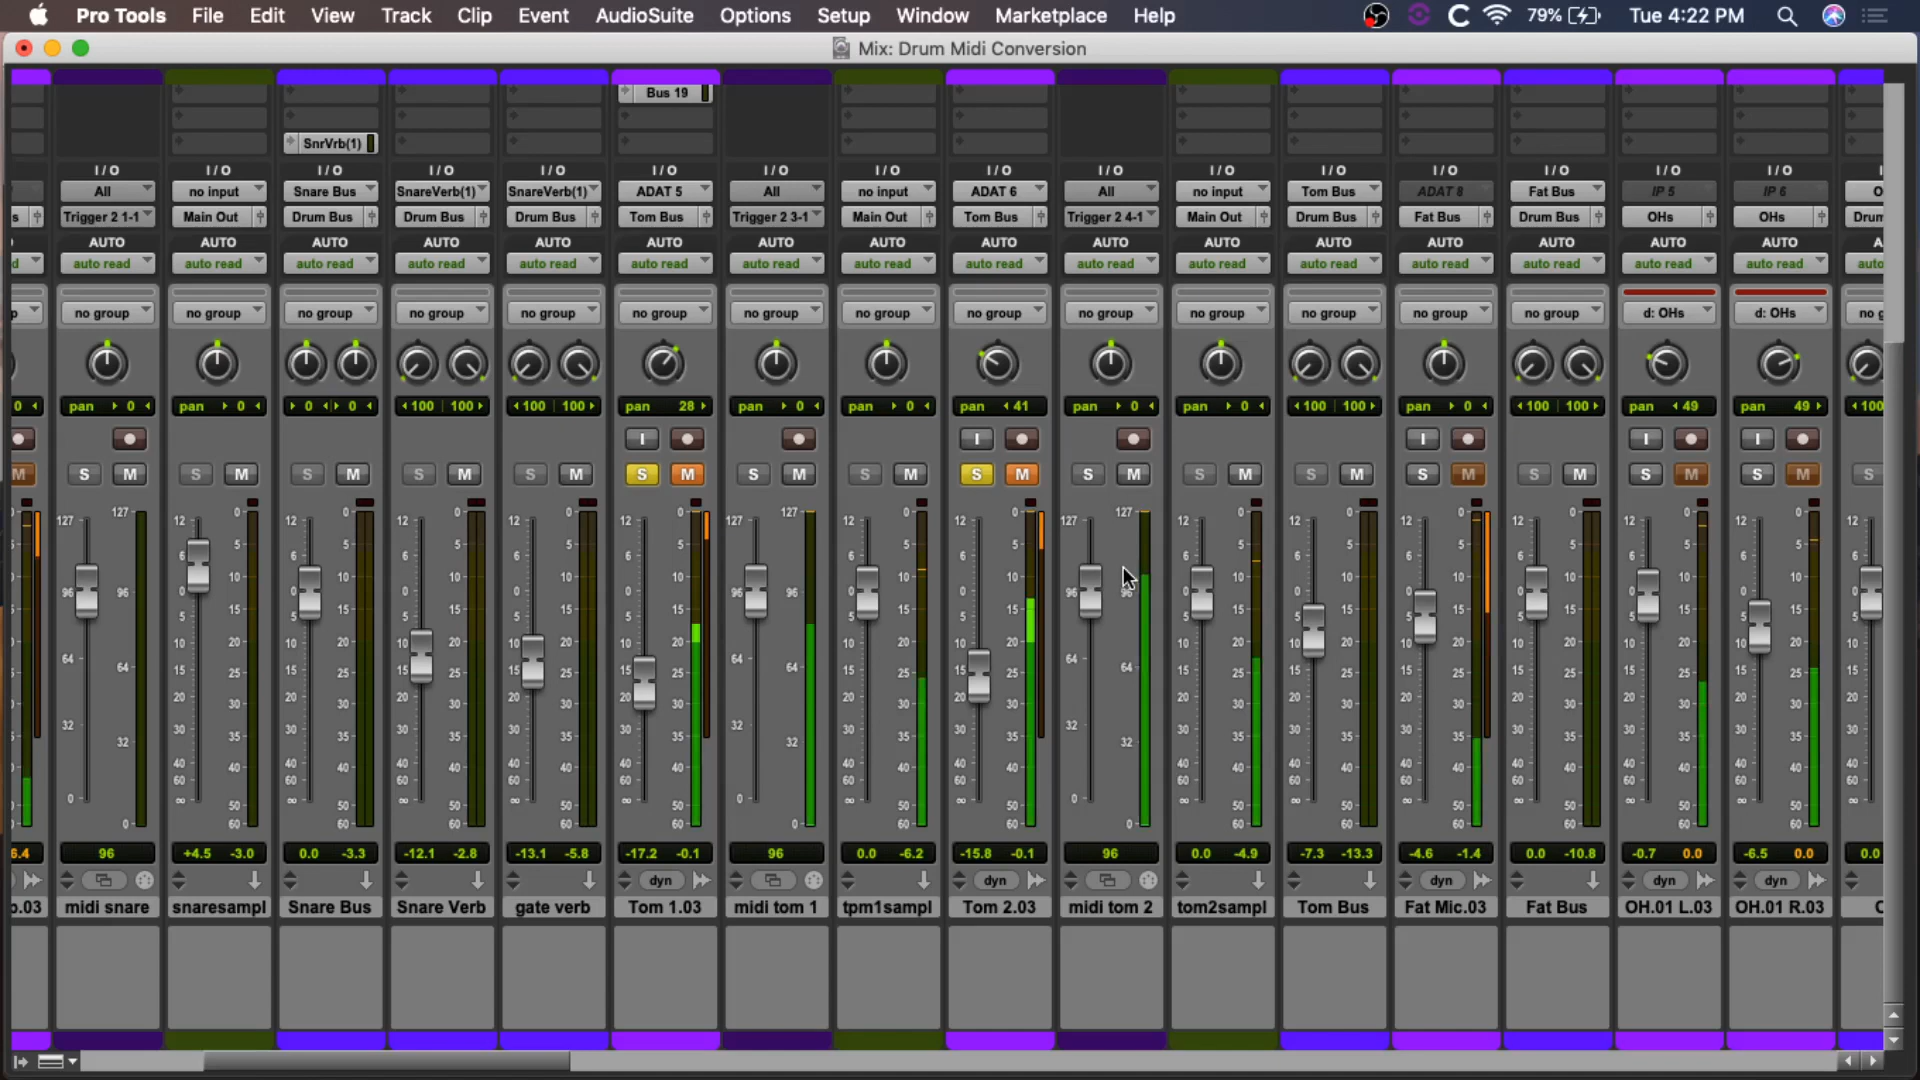 Pro Tools File Edit View Track Clip Event AudioSuite Options Setup Window Marketplace Help 79% Tue 4:22 PM
Mix: Drum Midi Conversion
Bus 19
SnrVrb(1)
I/O I/O I/O I/O I/O I/O I/O I/O I/O I/O I/O I/O I/O I/O I/O I/O
All no input Snare Bus SnareVerb(1) SnareVerb(1) ADAT 5 All no input ADAT 6 All no input Tom Bus ADAT 8 Fat Bus IP 5 IP 6 O
s Trigger 2 1-1 Main Out Drum Bus Drum Bus Drum Bus Tom Bus Trigger 2 3-1 Main Out Tom Bus Trigger 2 4-1 Main Out Drum Bus Fat Bus Drum Bus OHs OHs Drum
AUTO AUTO AUTO AUTO AUTO AUTO AUTO AUTO AUTO AUTO AUTO AUTO AUTO AUTO AUTO AUTO A
d auto read auto read auto read auto read auto read auto read auto read auto read auto read auto read auto read auto read auto read auto read auto read auto read auto
p no group no group no group no group no group no group no group no group no group no group no group no group no group no group d: OHs d: OHs no g
0 pan 0 pan 0 0 0 100 100 100 100 pan 28 pan 0 pan 0 pan 41 pan 0 pan 0 100 100 pan 0 100 100 pan 49 pan 49 100
I I I I I
M S M S M S M S M S M S M S M S M S M S M S M S M S M S M S M S M S
6.4 96 +4.5 -3.0 0.0 -3.3 -12.1 -2.8 -13.1 -5.8 -17.2 -0.1 96 0.0 -6.2 -15.8 -0.1 96 0.0 -4.9 -7.3 -13.3 -4.6 -1.4 0.0 -10.8 -0.7 0.0 -6.5 0.0 0.0
dyn dyn dyn dyn dyn
o.03 midi snare snaresampl Snare Bus Snare Verb gate verb Tom 1.03 midi tom 1 tpm1sampl Tom 2.03 midi tom 2 tom2sampl Tom Bus Fat Mic.03 Fat Bus OH.01 L.03 OH.01 R.03